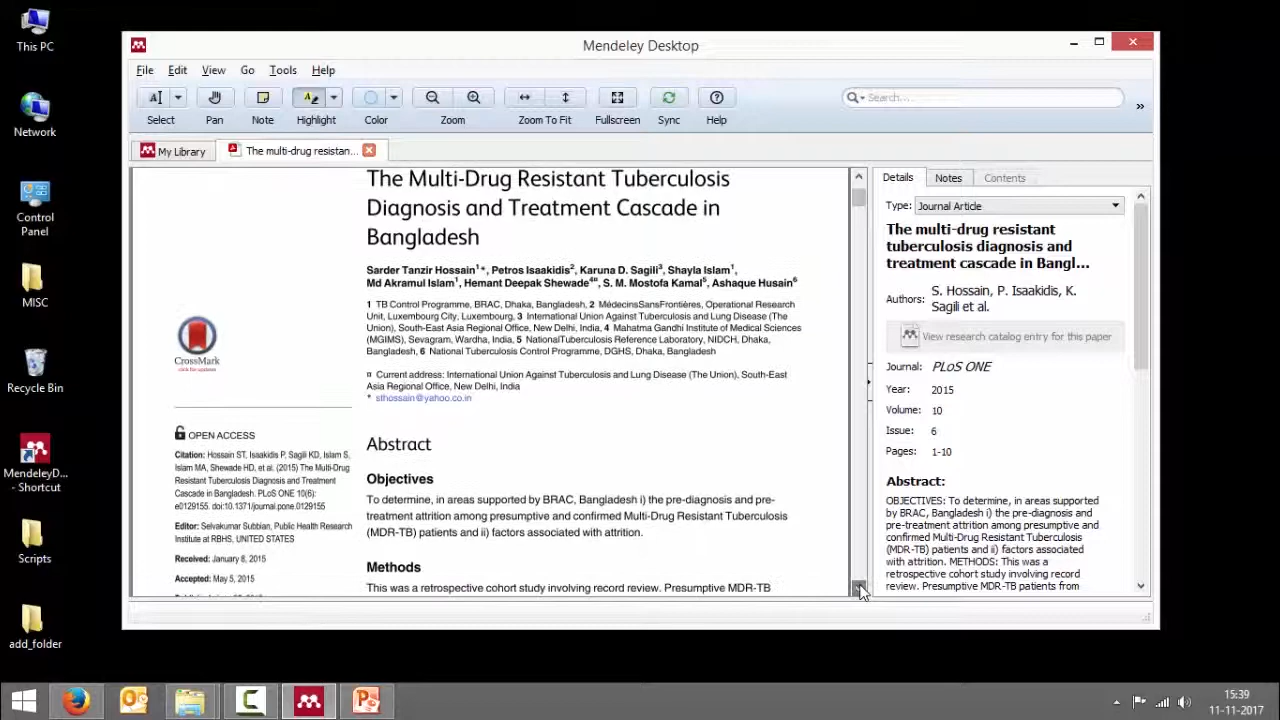 This PC
Network
Control
Panel
MISC
Recycle Bin
MendeleyD...
- Shortcut
Scripts
add_folder
Mendeley Desktop
File Edit View Go Tools Help
Select Pan Note Highlight Color Zoom Zoom To Fit Fullscreen Sync Help
Search...
»
My Library
The multi-drug resistan...
The Multi-Drug Resistant Tuberculosis
Diagnosis and Treatment Cascade in
Bangladesh
Sarder Tanzir Hossain1*, Petros Isaakidis2, Karuna D. Sagili3, Shayla Islam1,
Md Akramul Islam1, Hemant Deepak Shewade4¤, S. M. Mostofa Kamal5, Ashaque Husain6
1 TB Control Programme, BRAC, Dhaka, Bangladesh, 2 MédecinsSansFrontières, Operational Research
Unit, Luxembourg City, Luxembourg, 3 International Union Against Tuberculosis and Lung Disease (The
Union), South-East Asia Regional Office, New Delhi, India, 4 Mahatma Gandhi Institute of Medical Sciences
(MGIMS), Sevagram, Wardha, India, 5 NationalTuberculosis Reference Laboratory, NIDCH, Dhaka,
Bangladesh, 6 National Tuberculosis Control Programme, DGHS, Dhaka, Bangladesh
¤ Current address: International Union Against Tuberculosis and Lung Disease (The Union), South-East
Asia Regional Office, New Delhi, India
* sthossain@yahoo.co.in
Abstract
Objectives
To determine, in areas supported by BRAC, Bangladesh i) the pre-diagnosis and pre-
treatment attrition among presumptive and confirmed Multi-Drug Resistant Tuberculosis
(MDR-TB) patients and ii) factors associated with attrition.
Methods
This was a retrospective cohort study involving record review. Presumptive MDR-TB
CrossMark
click for updates
OPEN ACCESS
Citation: Hossain ST, Isaakidis P, Sagili KD, Islam S,
Islam MA, Shewade HD, et al. (2015) The Multi-Drug
Resistant Tuberculosis Diagnosis and Treatment
Cascade in Bangladesh. PLoS ONE 10(6):
e0129155. doi:10.1371/journal.pone.0129155
Editor: Selvakumar Subbian, Public Health Research
Institute at RBHS, UNITED STATES
Received: January 8, 2015
Accepted: May 5, 2015
Details Notes Contents
Type: Journal Article
The multi-drug resistant
tuberculosis diagnosis and
treatment cascade in Bangl...
Authors: S. Hossain, P. Isaakidis, K.
Sagili et al.
View research catalog entry for this paper
Journal: PLoS ONE
Year: 2015
Volume: 10
Issue: 6
Pages: 1-10
Abstract:
OBJECTIVES: To determine, in areas supported
by BRAC, Bangladesh i) the pre-diagnosis and
pre-treatment attrition among presumptive and
confirmed Multi-Drug Resistant Tuberculosis
(MDR-TB) patients and ii) factors associated
with attrition. METHODS: This was a
retrospective cohort study involving record
review. Presumptive MDR-TB patients from
15:39
11-11-2017